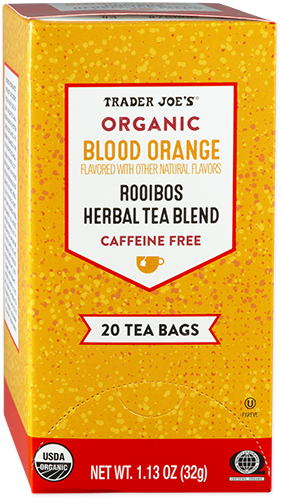 TRADER JOE'S®
ORGANIC
BLOOD ORANGE
FLAVORED WITH OTHER NATURAL FLAVORS
ROOIBOS
HERBAL TEA BLEND
CAFFEINE FREE
20 TEA BAGS
U
PAREVE
USDA
ORGANIC
NET WT. 1.13 OZ (32g)